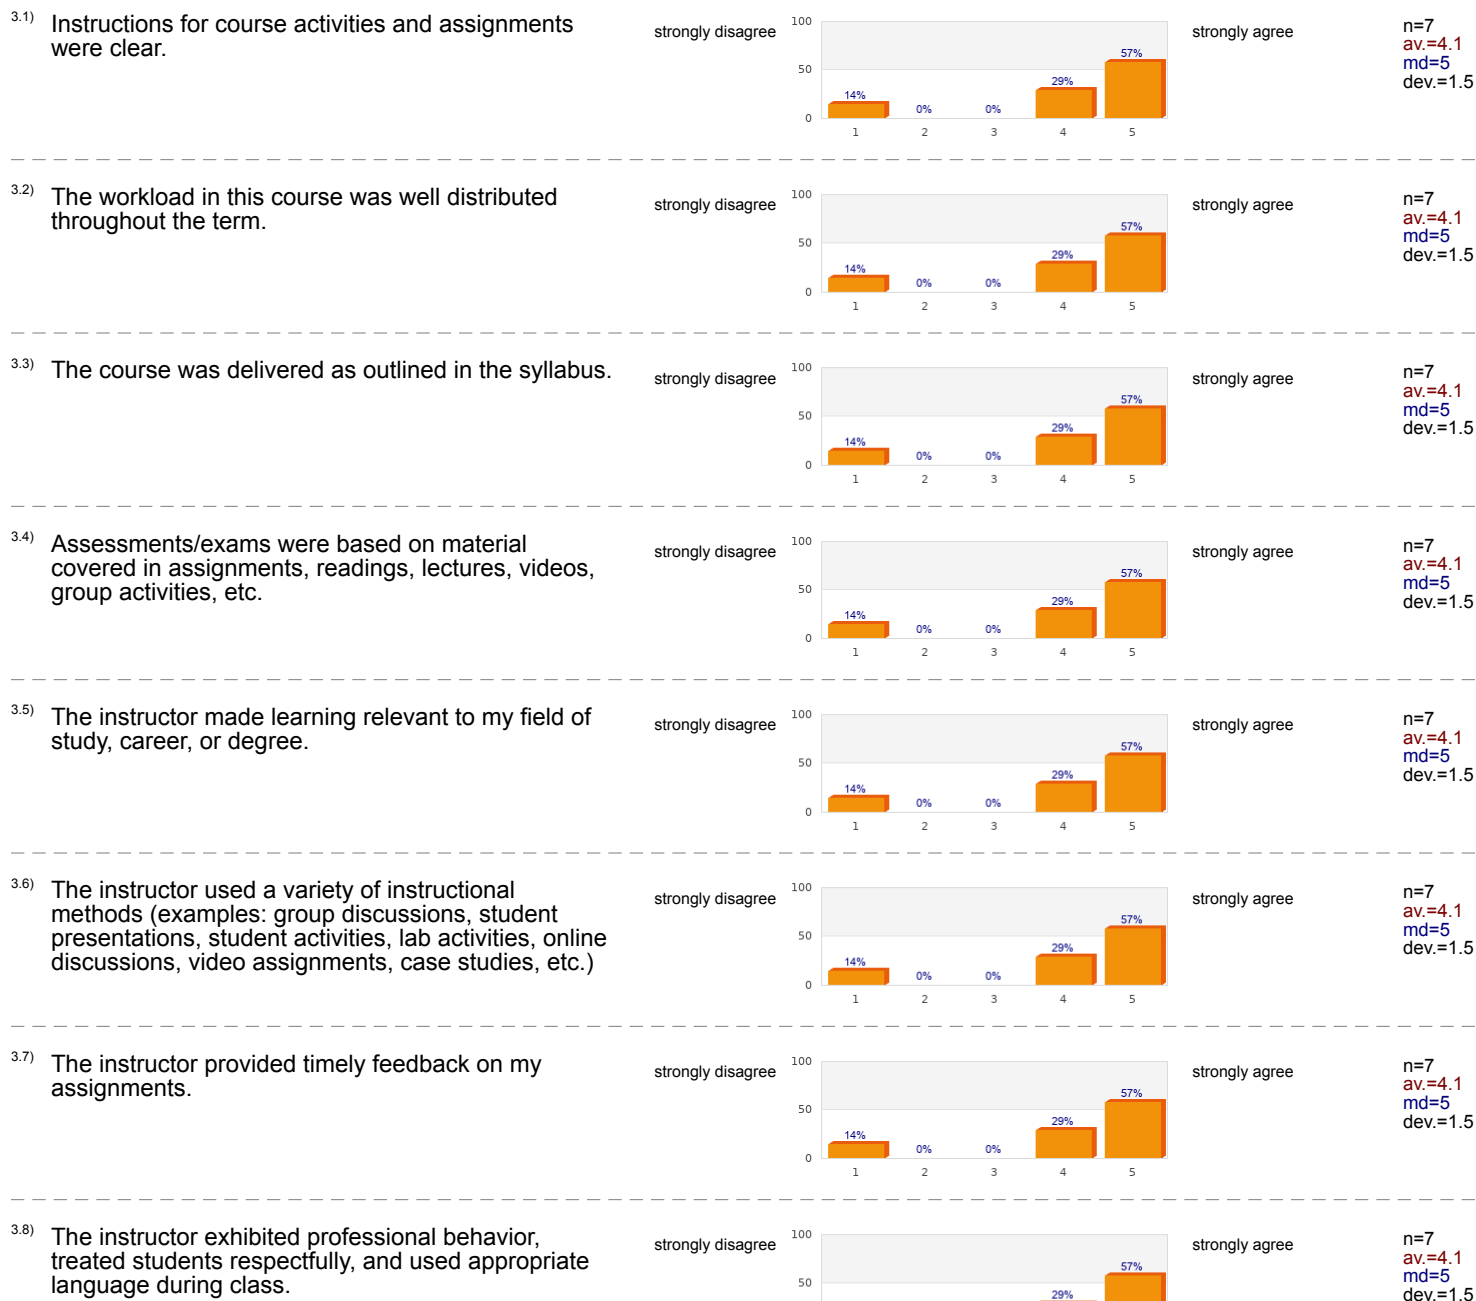 3.1) Instructions for course activities and assignments
were clear.
strongly disagree
100
50
0
14%
0%
0%
29%
57%
1 2 3 4 5
strongly agree
n=7
av.=4.1
md=5
dev.=1.5
3.2) The workload in this course was well distributed
throughout the term.
strongly disagree
100
50
0
14%
0%
0%
29%
57%
1 2 3 4 5
strongly agree
n=7
av.=4.1
md=5
dev.=1.5
3.3) The course was delivered as outlined in the syllabus.
strongly disagree
100
50
0
14%
0%
0%
29%
57%
1 2 3 4 5
strongly agree
n=7
av.=4.1
md=5
dev.=1.5
3.4) Assessments/exams were based on material
covered in assignments, readings, lectures, videos,
group activities, etc.
strongly disagree
100
50
0
14%
0%
0%
29%
57%
1 2 3 4 5
strongly agree
n=7
av.=4.1
md=5
dev.=1.5
3.5) The instructor made learning relevant to my field of
study, career, or degree.
strongly disagree
100
50
0
14%
0%
0%
29%
57%
1 2 3 4 5
strongly agree
n=7
av.=4.1
md=5
dev.=1.5
3.6) The instructor used a variety of instructional
methods (examples: group discussions, student
presentations, student activities, lab activities, online
discussions, video assignments, case studies, etc.)
strongly disagree
100
50
0
14%
0%
0%
29%
57%
1 2 3 4 5
strongly agree
n=7
av.=4.1
md=5
dev.=1.5
3.7) The instructor provided timely feedback on my
assignments.
strongly disagree
100
50
0
14%
0%
0%
29%
57%
1 2 3 4 5
strongly agree
n=7
av.=4.1
md=5
dev.=1.5
3.8) The instructor exhibited professional behavior,
treated students respectfully, and used appropriate
language during class.
strongly disagree
100
50
29%
57%
strongly agree
n=7
av.=4.1
md=5
dev.=1.5